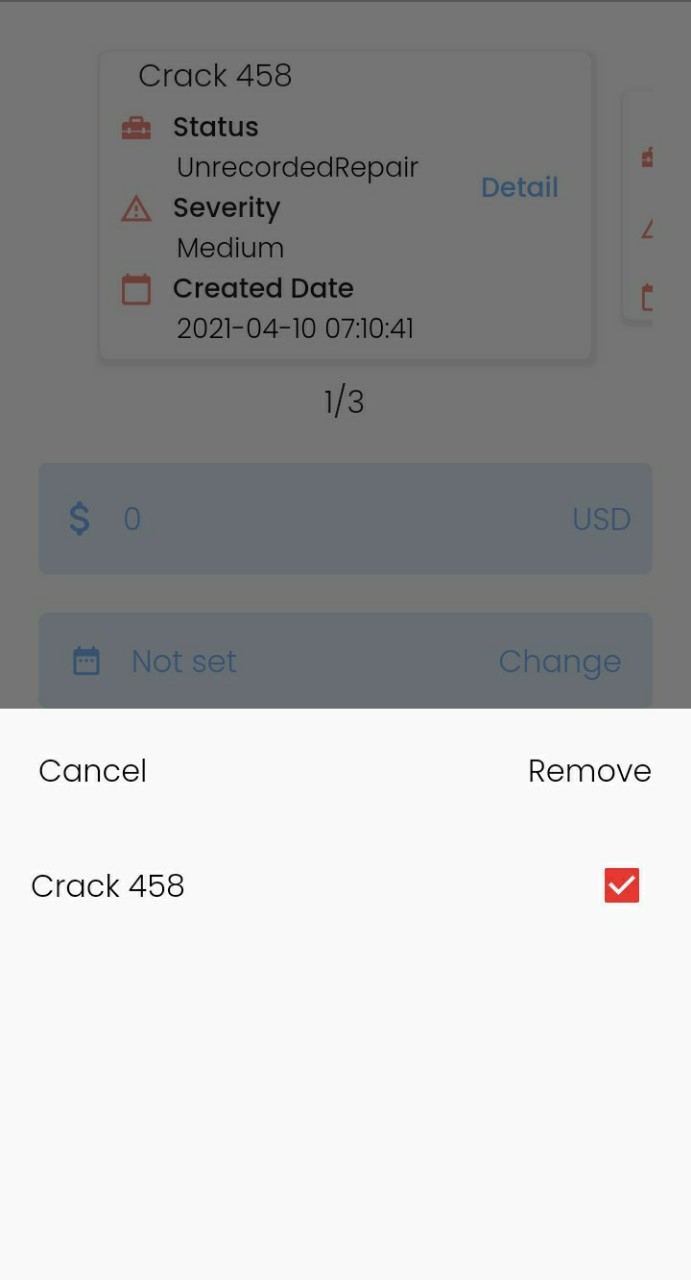 Crack 458
Status
UnrecordedRepair
Detail
Severity
Medium
Created Date
2021-04-10 07:10:41
1/3
$ 0 USD
Not set Change
Cancel Remove
Crack 458